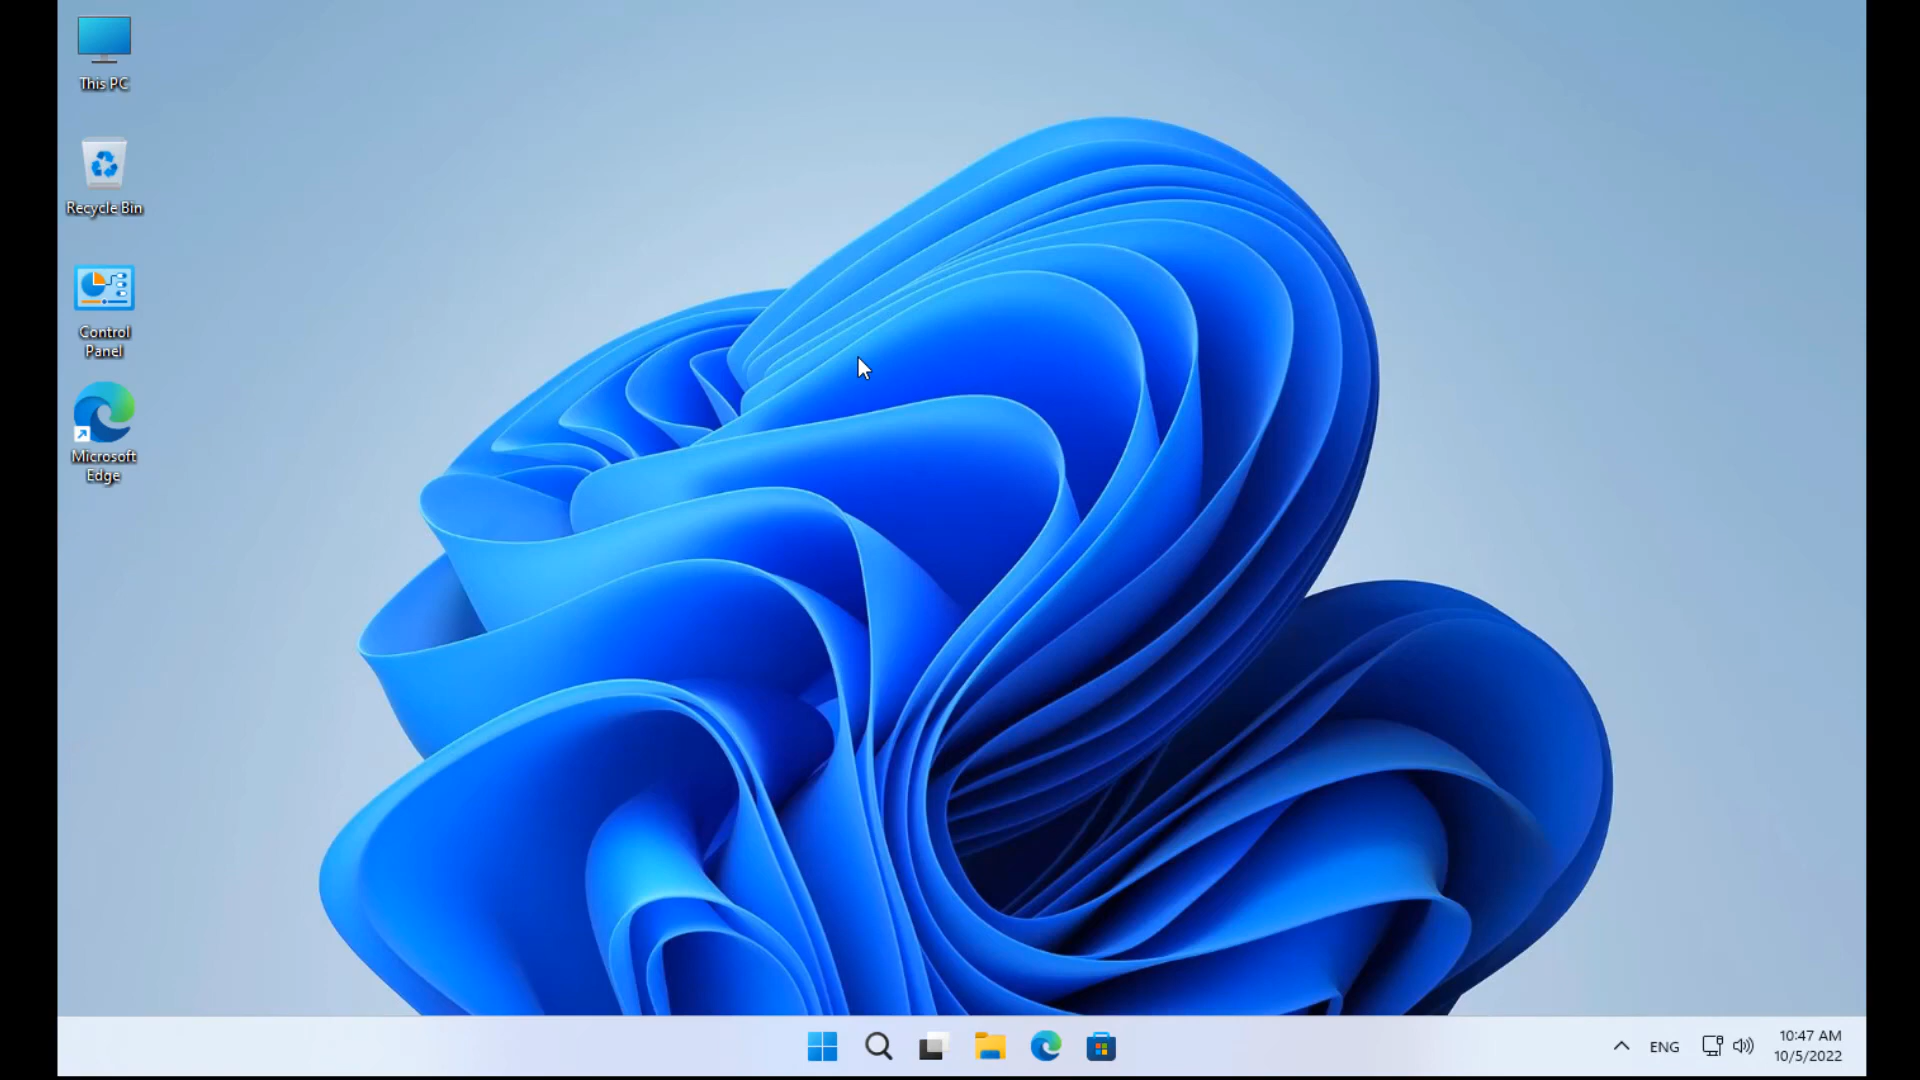 This PC
Recycle Bin
Control
Panel
Microsoft
Edge
ENG
10:47 AM
10/5/2022